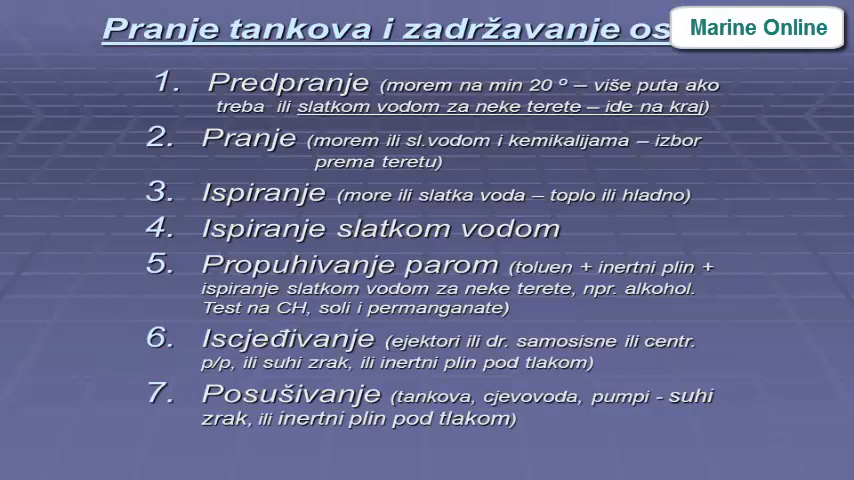 Pranje tankova i zadržavanje
Marine Online
1. Predpranje (morem na min 20 º – više puta ako
treba ili slatkom vodom za neke terete – ide na kraj)
2. Pranje (morem ili sl.vodom i kemikalijama – izbor
prema teretu)
3. Ispiranje (more ili slatka voda – toplo ili hladno)
4. Ispiranje slatkom vodom
5. Propuhivanje parom (toluen + inertni plin +
ispiranje slatkom vodom za neke terete, npr. alkohol.
Test na CH, soli i permanganate)
6. Iscjeđivanje (ejektori ili dr. samosisne ili centr.
p/p, ili suhi zrak, ili inertni plin pod tlakom)
7. Posušivanje (tankova, cjevovoda, pumpi - suhi
zrak, ili inertni plin pod tlakom)